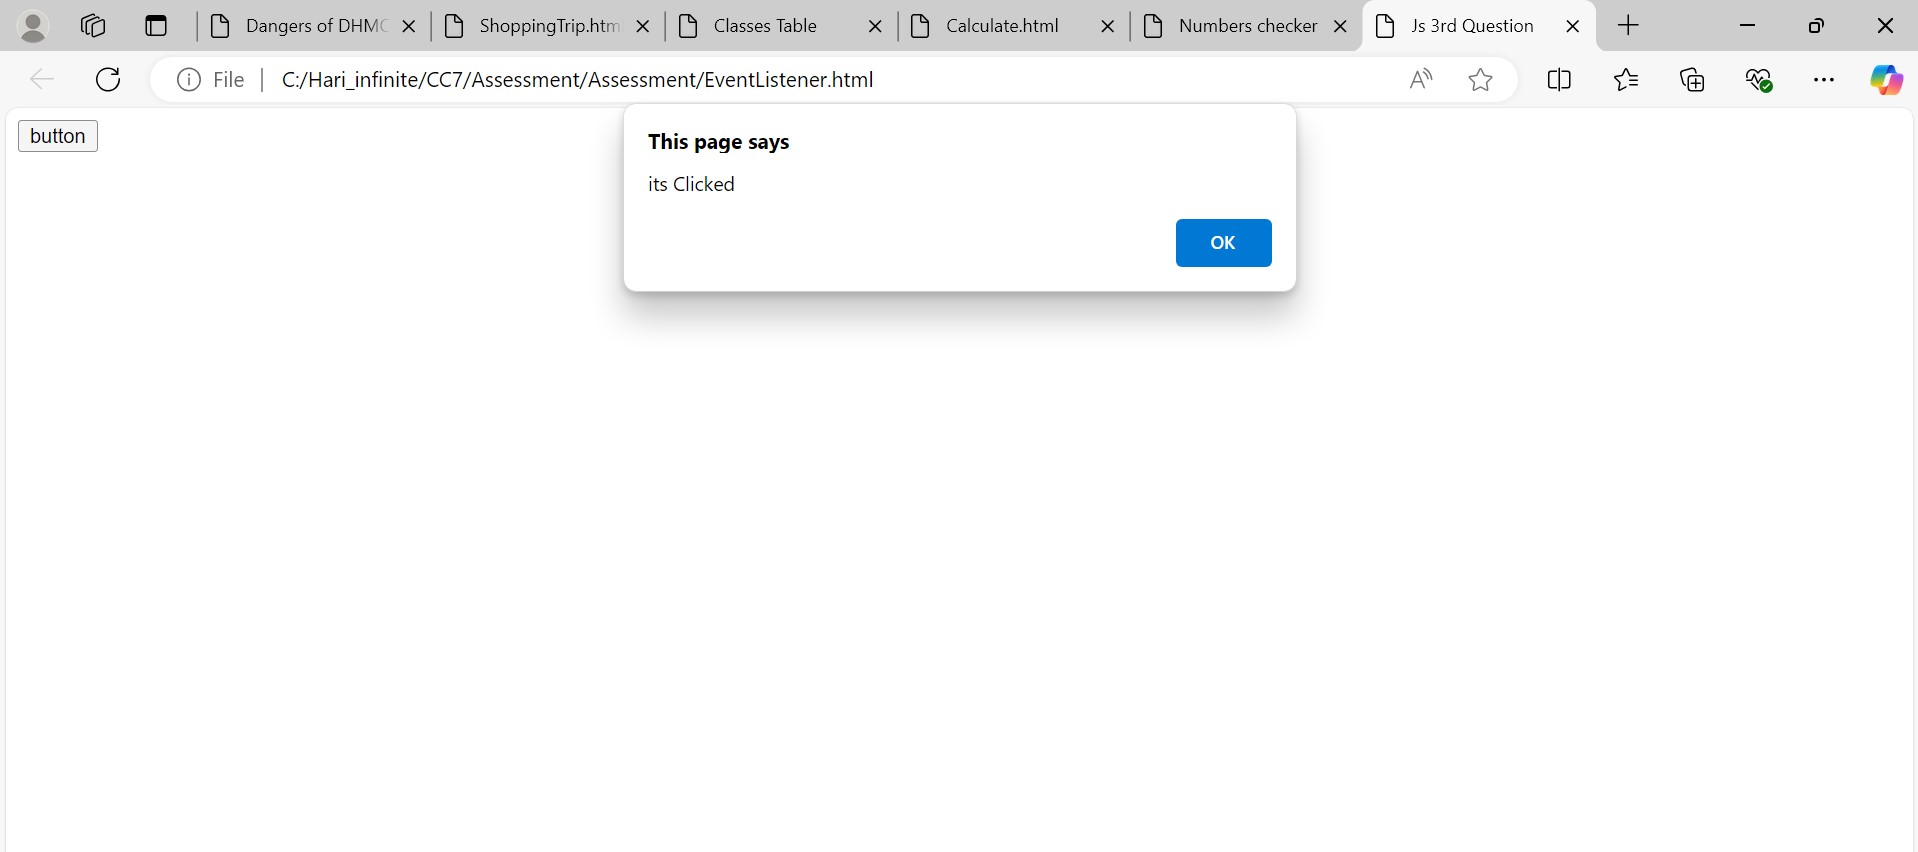 Dangers of DHMO
ShoppingTrip.htm
Classes Table
Calculate.html
Numbers checker
Js 3rd Question
File
C:/Hari_infinite/CC7/Assessment/Assessment/EventListener.html
A
button
This page says
its Clicked
OK